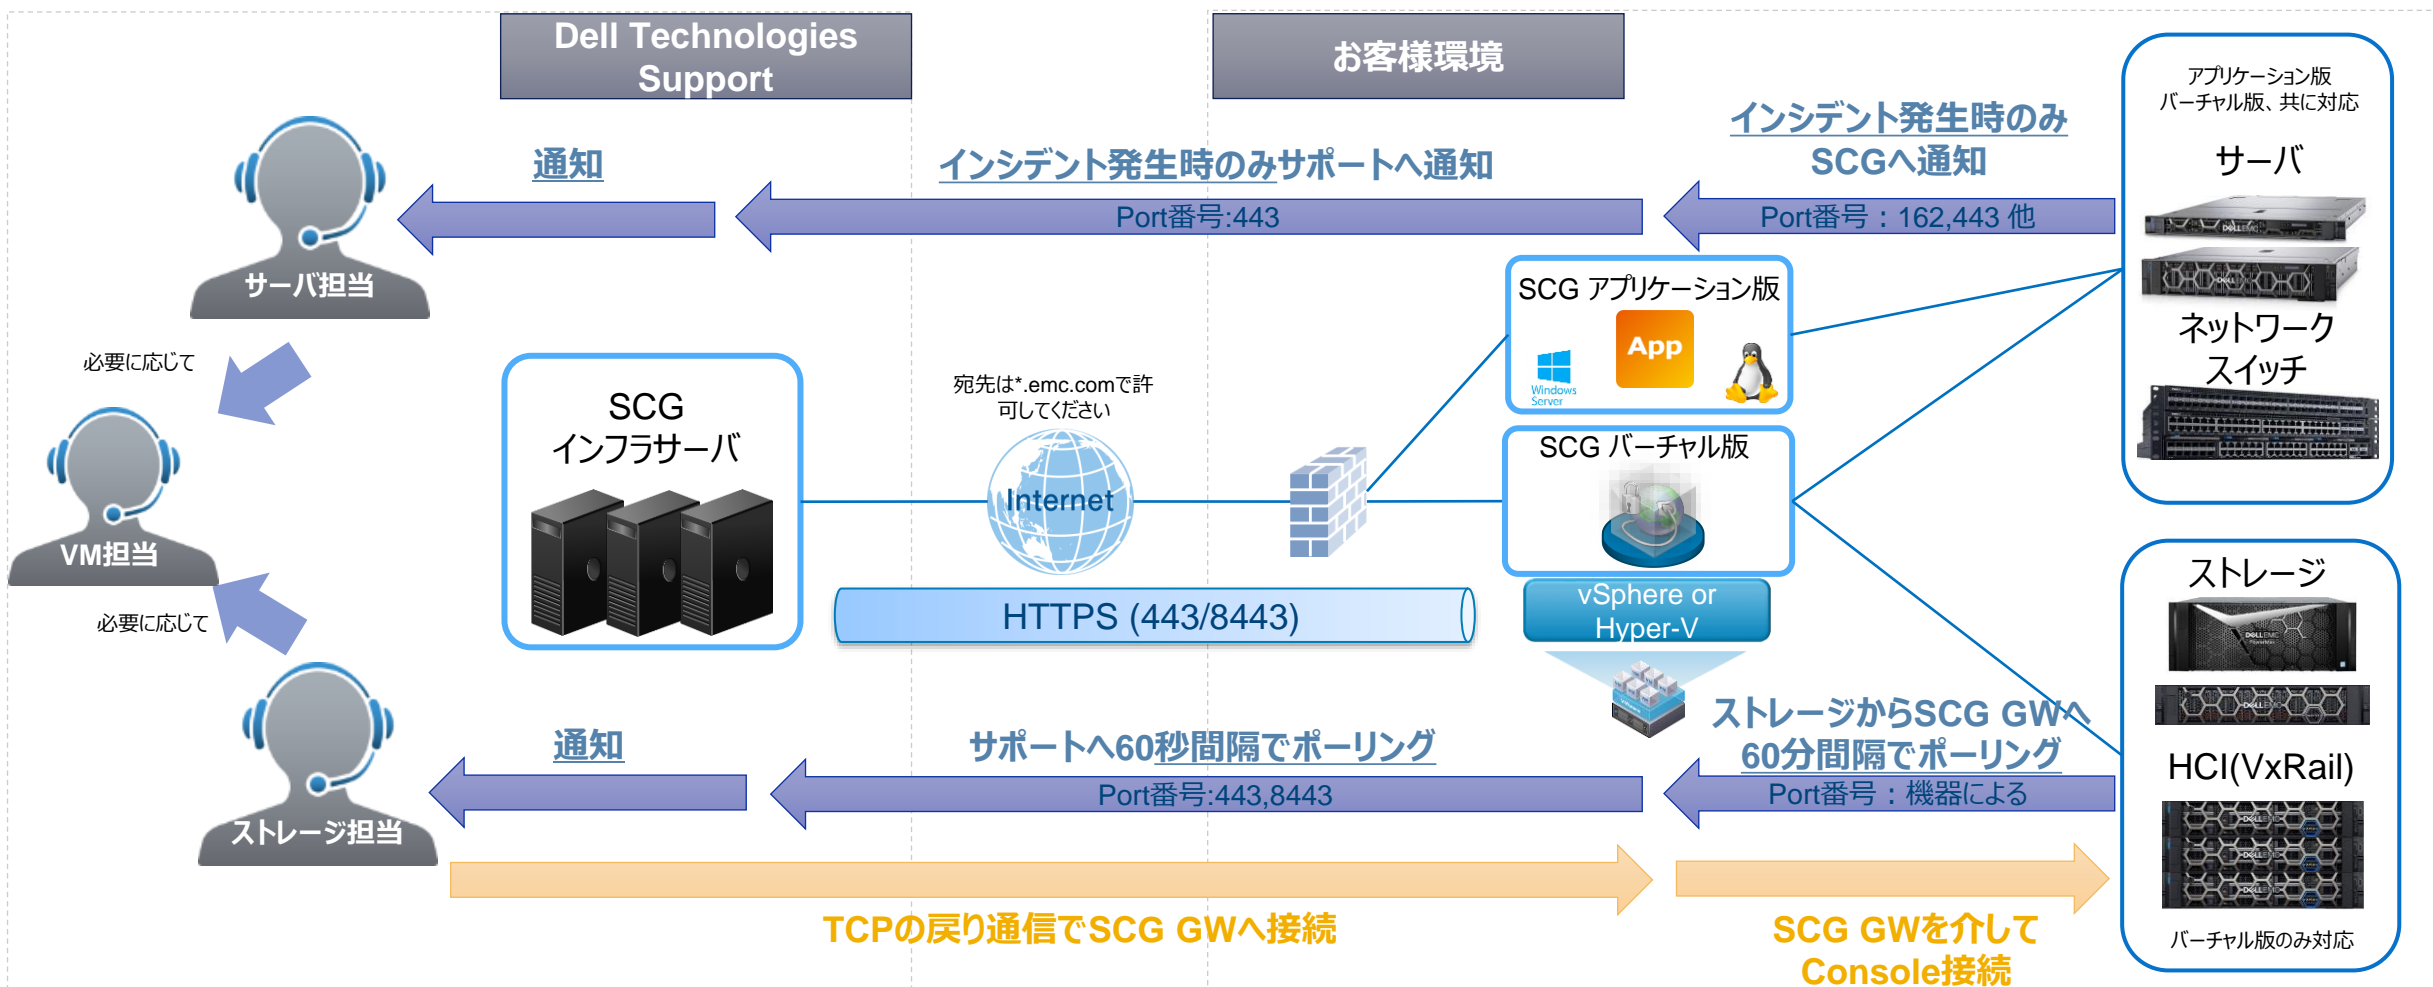 Dell Technologies
Support
お客様環境
アプリケーション版
バーチャル版、共に対応
サーバ
ネットワーク
スイッチ
インシデント発生時のみ
SCGへ通知
Port番号：162,443 他
インシデント発生時のみサポートへ通知
Port番号:443
通知
サーバ担当
必要に応じて
VM担当
必要に応じて
ストレージ担当
SCG
インフラサーバ
宛先は*.emc.comで許
可してください
Internet
HTTPS (443/8443)
SCG アプリケーション版
App
Windows
Server
SCG バーチャル版
vSphere or
Hyper-V
通知
サポートへ60秒間隔でポーリング
Port番号:443,8443
ストレージからSCG GWへ
60分間隔でポーリング
Port番号：機器による
TCPの戻り通信でSCG GWへ接続
SCG GWを介して
Console接続
ストレージ
DELLEMC
HCI(VxRail)
バーチャル版のみ対応